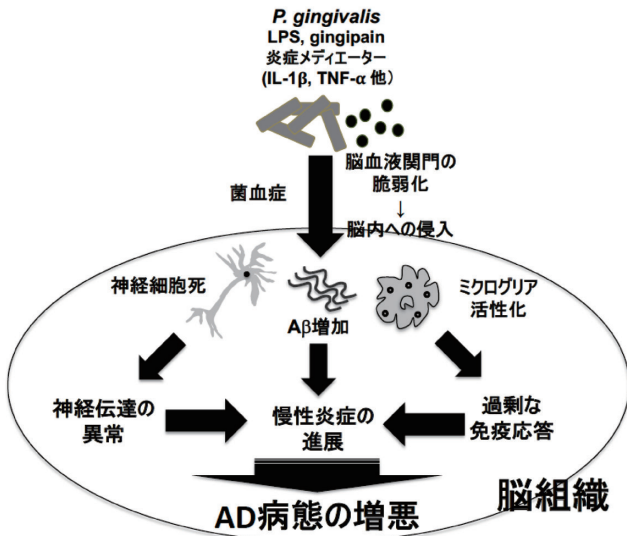 P. gingivalis
LPS, gingipain
炎症メディエーター
(IL-1β, TNF-α 他）
脳血液関門の
脆弱化
↓
脳内への侵入
菌血症
神経細胞死
Aβ増加
ミクログリア
活性化
神経伝達の
異常
慢性炎症の
進展
過剰な
免疫応答
AD病態の増悪
脳組織